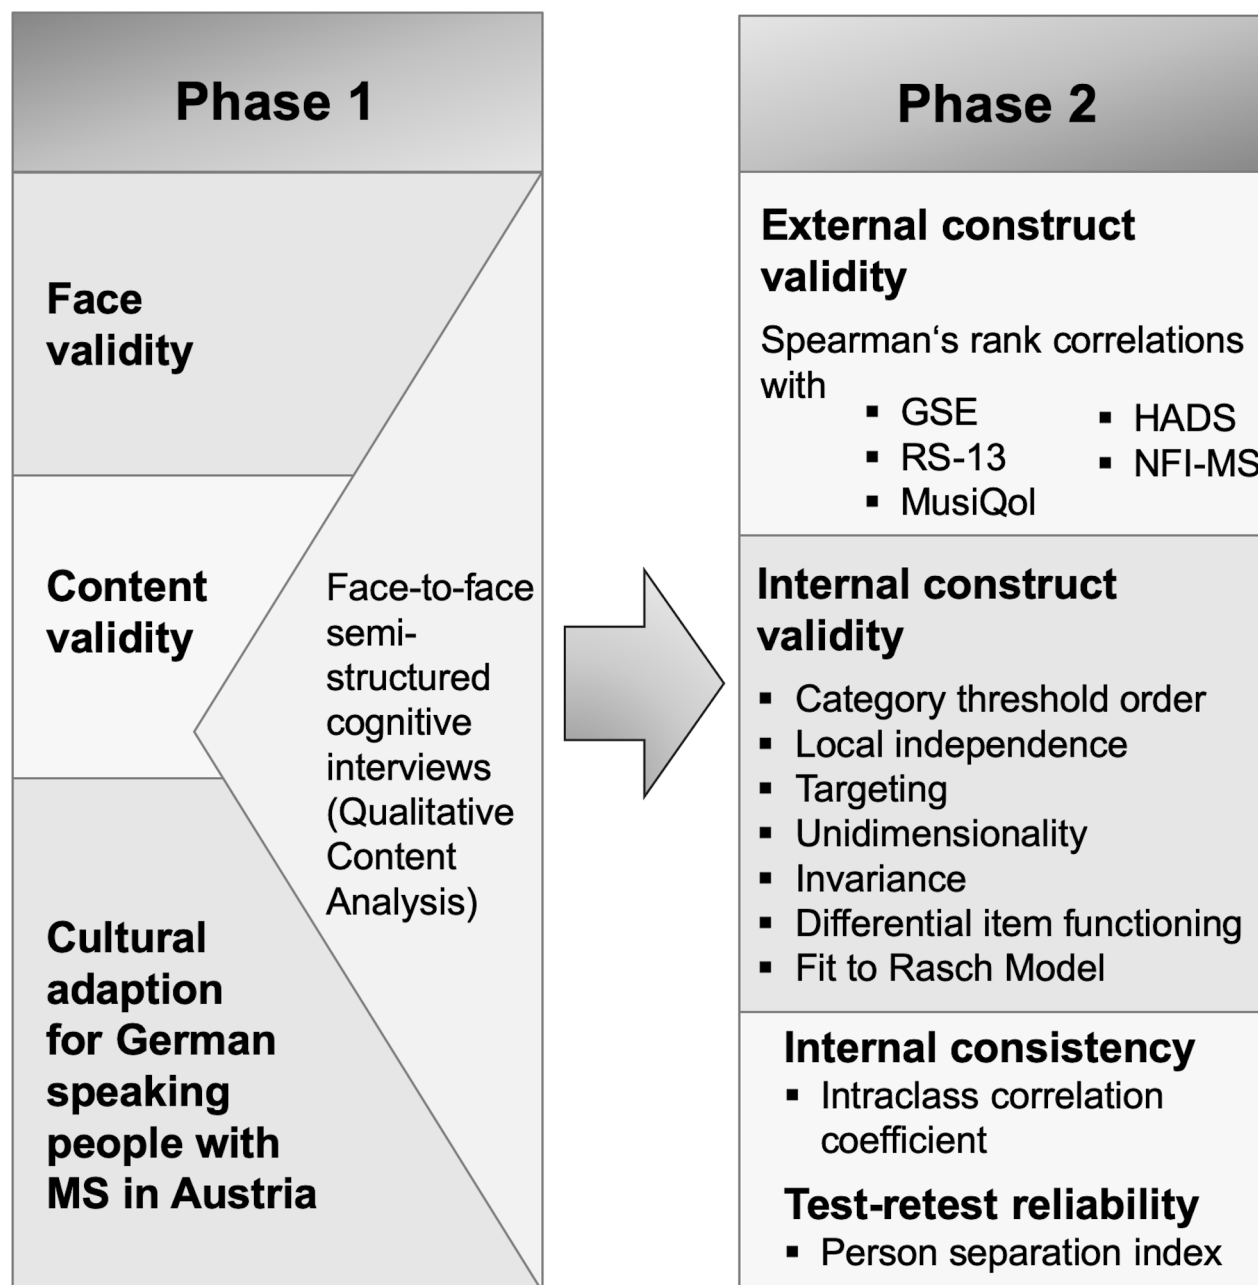 Phase 1
Face
validity
Content
validity
Cultural
adaption
for German
speaking
people with
MS in Austria
Face-to-face
semi-
structured
cognitive
interviews
(Qualitative
Content
Analysis)
Phase 2
External construct
validity
Spearman‘s rank correlations
with
▪ GSE
▪ RS-13
▪ MusiQol
▪ HADS
▪ NFI-MS
Internal construct
validity
▪ Category threshold order
▪ Local independence
▪ Targeting
▪ Unidimensionality
▪ Invariance
▪ Differential item functioning
▪ Fit to Rasch Model
Internal consistency
▪ Intraclass correlation
coefficient
Test-retest reliability
▪ Person separation index